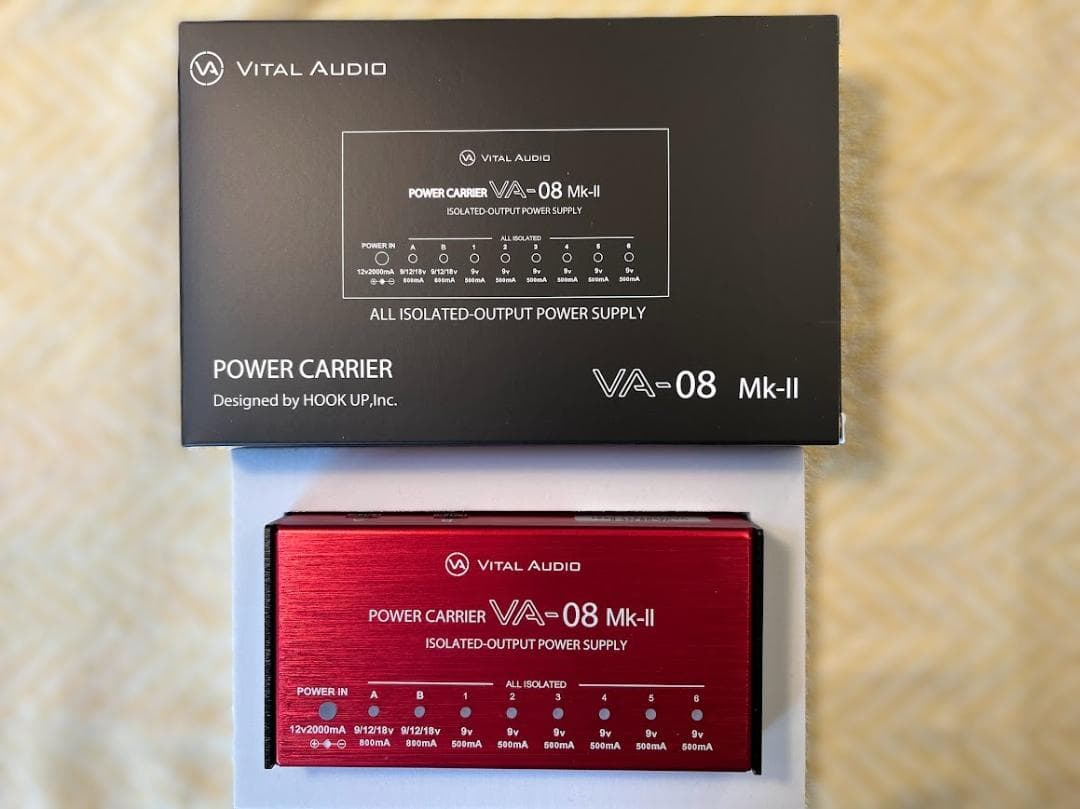 VA VITAL AUDIO
VA VITAL AUDIO
POWER CARRIER VA-08 Mk-II
ISOLATED-OUTPUT POWER SUPPLY
ALL ISOLATED
POWER IN A B 1 2 3 4 5 6
12v2000mA 9/12/18v 9/12/18v 9v 9v 9v 9v 9v 9v
800mA 800mA 500mA 500mA 500mA 500mA 500mA 500mA
ALL ISOLATED-OUTPUT POWER SUPPLY
POWER CARRIER
Designed by HOOK UP,Inc.
VA-08 Mk-II
VA VITAL AUDIO
POWER CARRIER VA-08 Mk-II
ISOLATED-OUTPUT POWER SUPPLY
ALL ISOLATED
POWER IN A B 1 2 3 4 5 6
12v2000mA 9/12/18v 9/12/18v 9v 9v 9v 9v 9v 9v
800mA 800mA 500mA 500mA 500mA 500mA 500mA 500mA